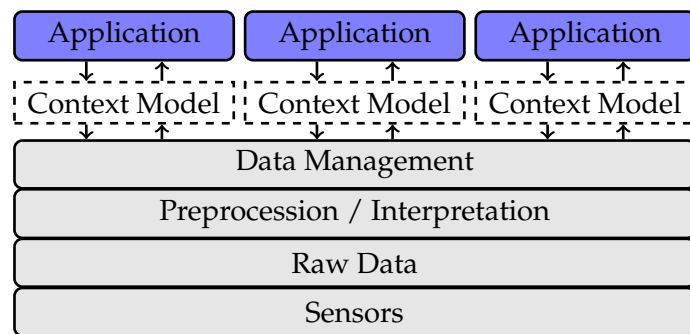 Application Application Application
Context Model Context Model Context Model
Data Management
Preprocession / Interpretation
Raw Data
Sensors